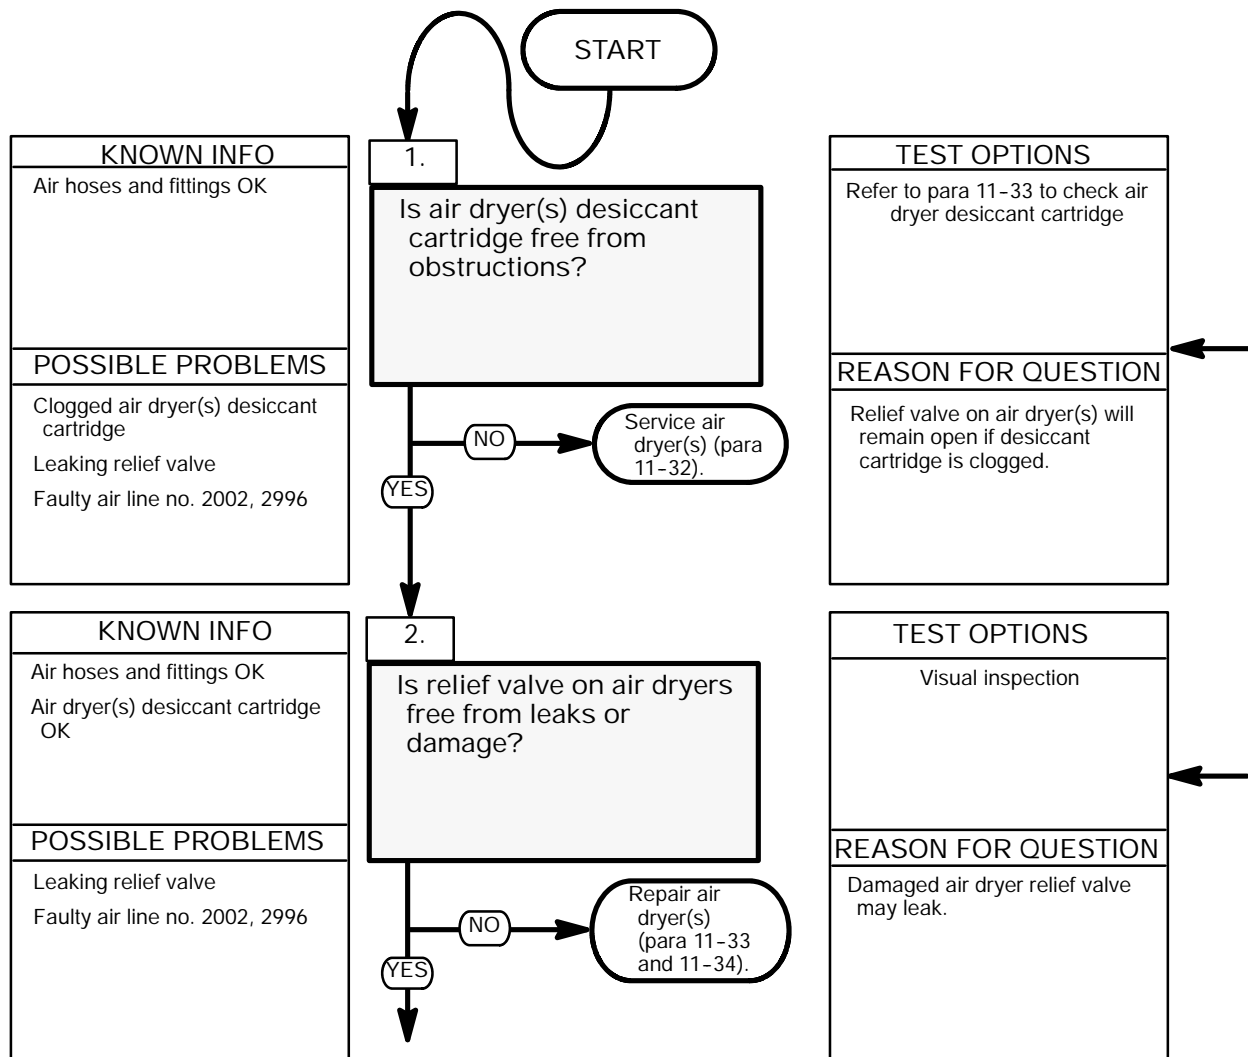 START
KNOWN INFO
Air hoses and fittings OK
POSSIBLE PROBLEMS
Clogged air dryer(s) desiccant
cartridge
Leaking relief valve
Faulty air line no. 2002, 2996
1.
Is air dryer(s) desiccant
cartridge free from
obstructions?
NO
Service air
dryer(s) (para
11-32).
YES
TEST OPTIONS
Refer to para 11-33 to check air
dryer desiccant cartridge
REASON FOR QUESTION
Relief valve on air dryer(s) will
remain open if desiccant
cartridge is clogged.
KNOWN INFO
Air hoses and fittings OK
Air dryer(s) desiccant cartridge
OK
POSSIBLE PROBLEMS
Leaking relief valve
Faulty air line no. 2002, 2996
2.
Is relief valve on air dryers
free from leaks or
damage?
NO
Repair air
dryer(s)
(para 11-33
and 11-34).
YES
TEST OPTIONS
Visual inspection
REASON FOR QUESTION
Damaged air dryer relief valve
may leak.